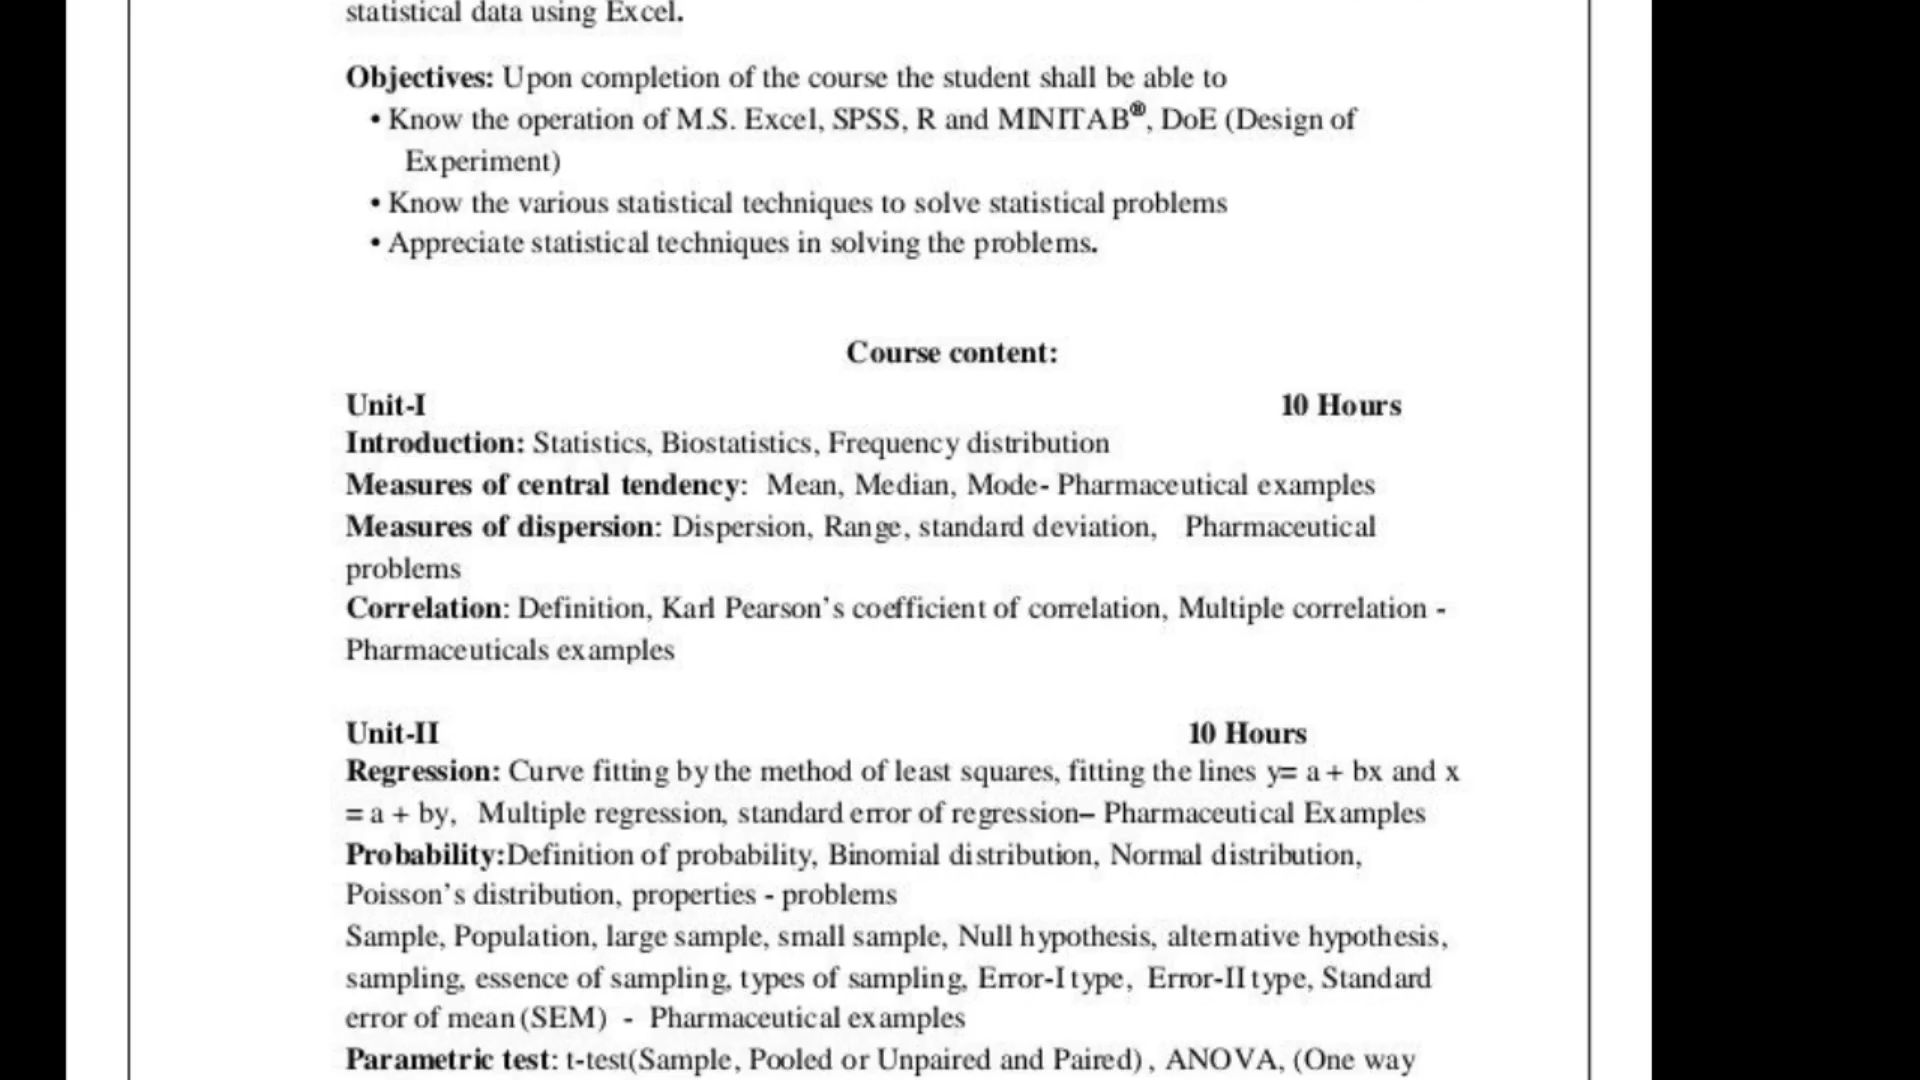 statistical data using Excel.
Objectives: Upon completion of the course the student shall be able to
• Know the operation of M.S. Excel, SPSS, R and MINITAB®, DoE (Design of
Experiment)
• Know the various statistical techniques to solve statistical problems
• Appreciate statistical techniques in solving the problems.
Course content:
Unit-I 10 Hours
Introduction: Statistics, Biostatistics, Frequency distribution
Measures of central tendency: Mean, Median, Mode- Pharmaceutical examples
Measures of dispersion: Dispersion, Range, standard deviation, Pharmaceutical
problems
Correlation: Definition, Karl Pearson’s coefficient of correlation, Multiple correlation -
Pharmaceuticals examples
Unit-II 10 Hours
Regression: Curve fitting by the method of least squares, fitting the lines y= a + bx and x
= a + by, Multiple regression, standard error of regression– Pharmaceutical Examples
Probability:Definition of probability, Binomial distribution, Normal distribution,
Poisson’s distribution, properties - problems
Sample, Population, large sample, small sample, Null hypothesis, alternative hypothesis,
sampling, essence of sampling, types of sampling, Error-I type, Error-II type, Standard
error of mean (SEM) - Pharmaceutical examples
Parametric test: t-test(Sample, Pooled or Unpaired and Paired) , ANOVA, (One way